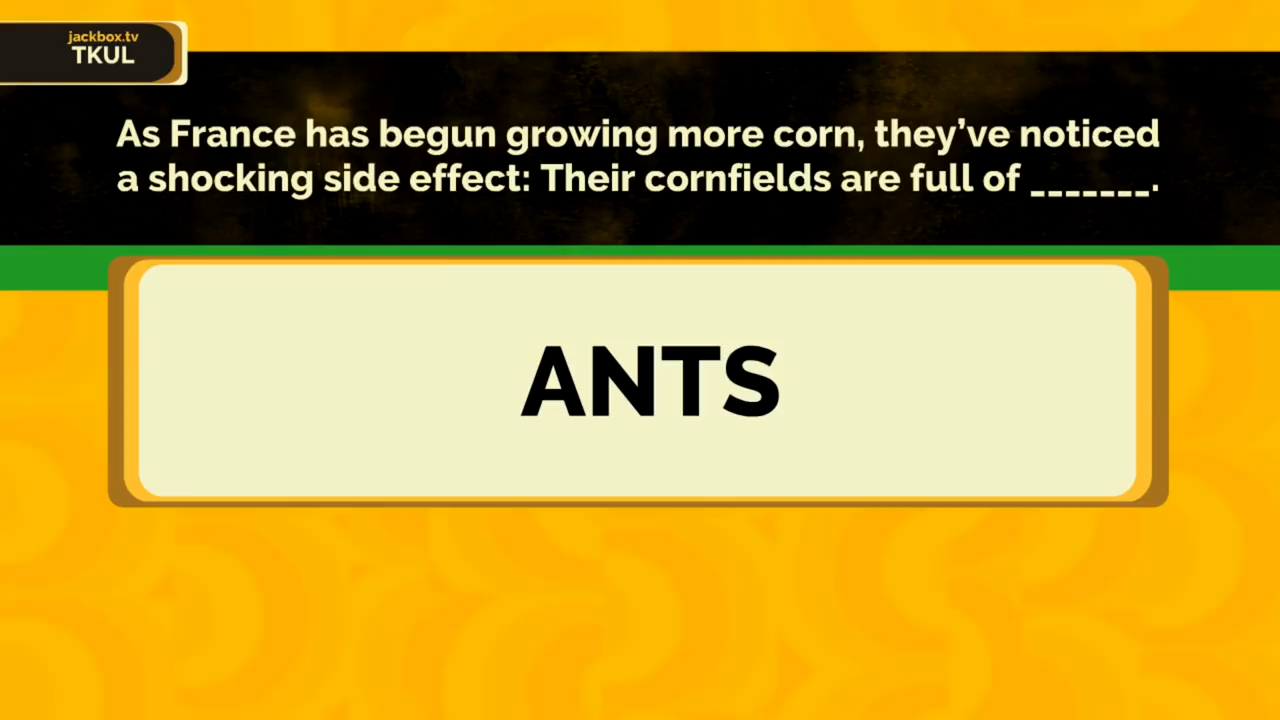 jackbox.tv
TKUL
As France has begun growing more corn, they’ve noticed
a shocking side effect: Their cornfields are full of _______.
ANTS